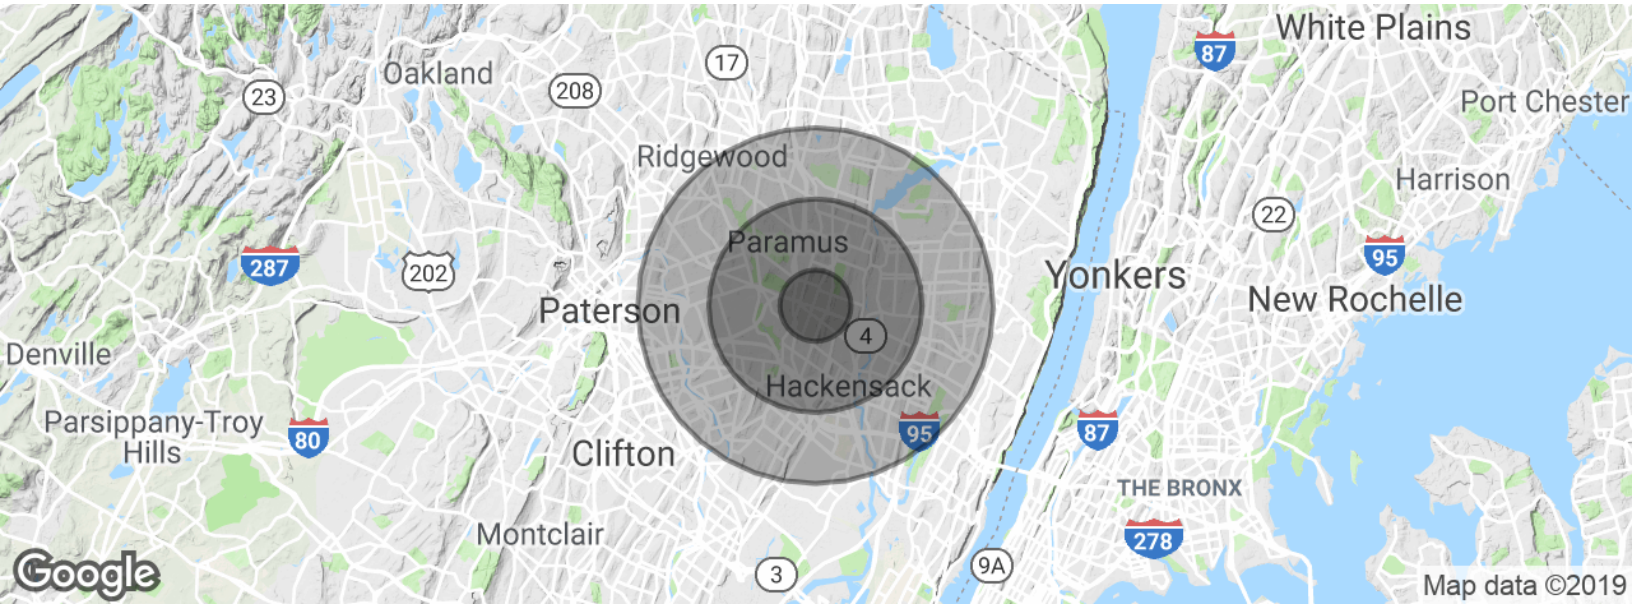 White Plains
87
17
Oakland
208
23
Port Chester
Ridgewood
Harrison
22
Paramus
95
287
202
Yonkers
New Rochelle
Paterson
4
Denville
Hackensack
Parsippany-Troy
Hills
80
95
87
Clifton
THE BRONX
Montclair
278
9A
3
Google
Map data ©2019